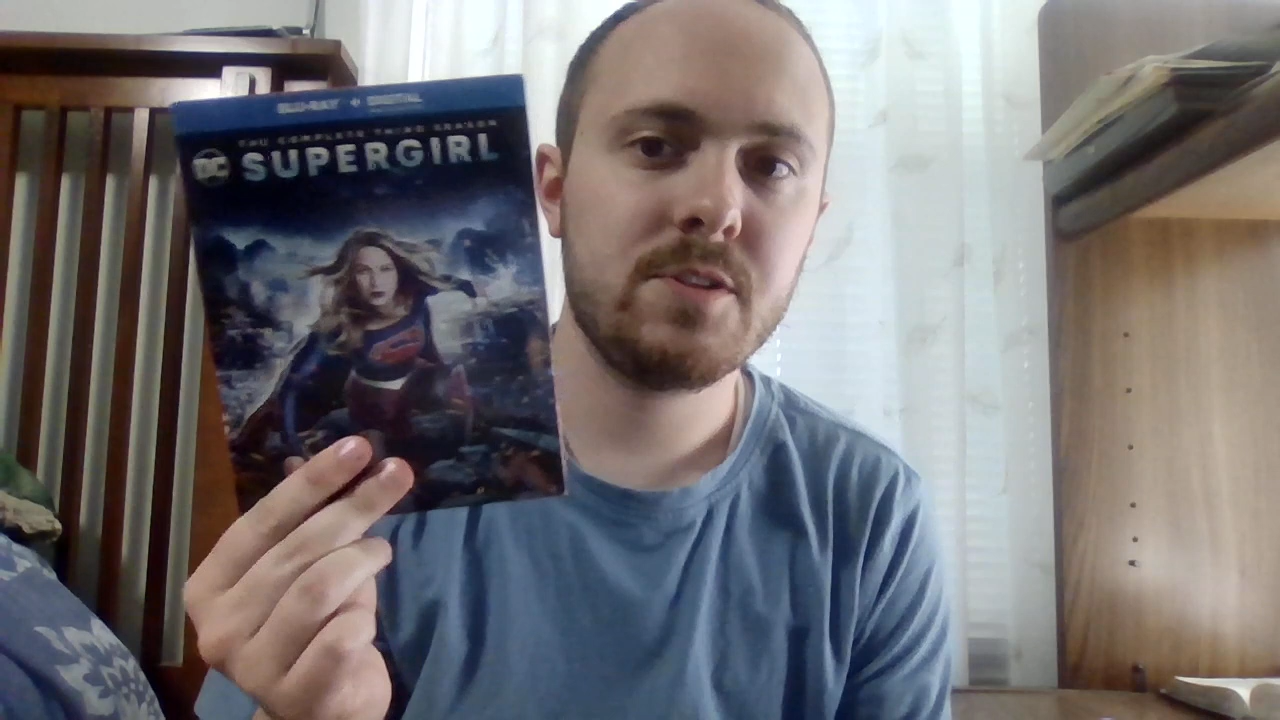 BLU-RAY + DIGITAL
THE COMPLETE THIRD SEASON
DC SUPERGIRL